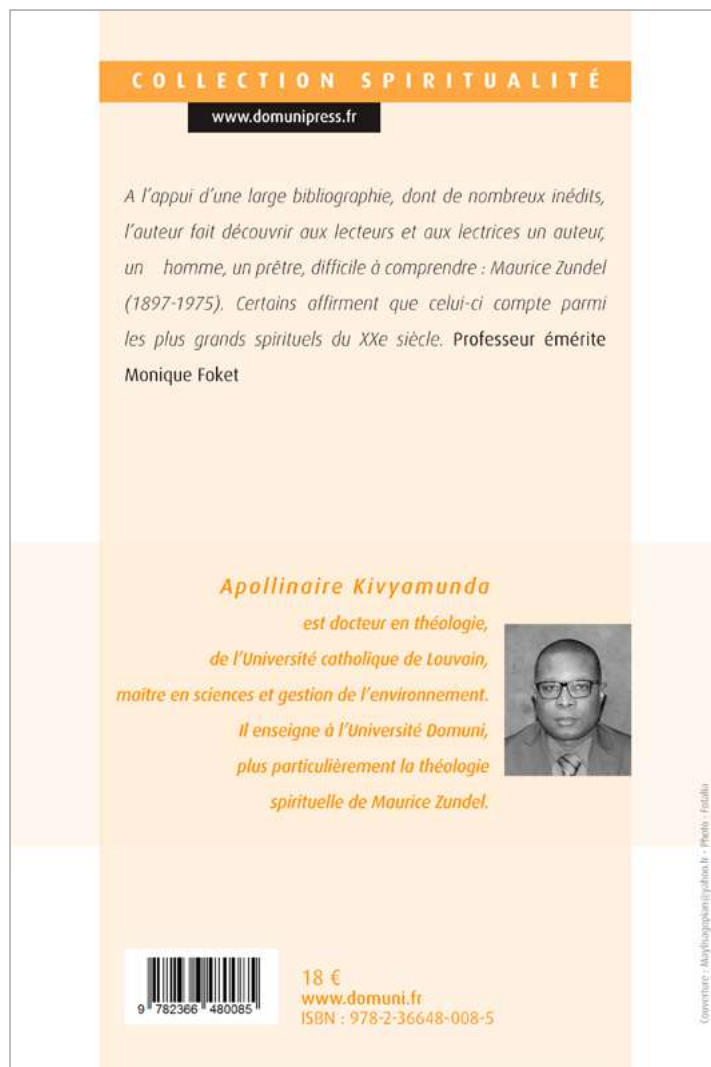 COLLECTION SPIRITUALITÉ
www.domunipress.fr
A l'appui d'une large bibliographie, dont de nombreux inédits,
l'auteur fait découvrir aux lecteurs et aux lectrices un auteur,
un homme, un prêtre, difficile à comprendre : Maurice Zundel
(1897-1975). Certains affirment que celui-ci compte parmi
les plus grands spirituels du XXe siècle. Professeur émérite
Monique Foket
Apollinaire Kivyamunda
est docteur en théologie,
de l'Université catholique de Louvain,
maître en sciences et gestion de l'environnement.
Il enseigne à l'Université Domuni,
plus particulièrement la théologie
spirituelle de Maurice Zundel.
9 782366 480085
18 €
www.domuni.fr
ISBN : 978-2-36648-008-5
Couverture : - Photo : Fotolia